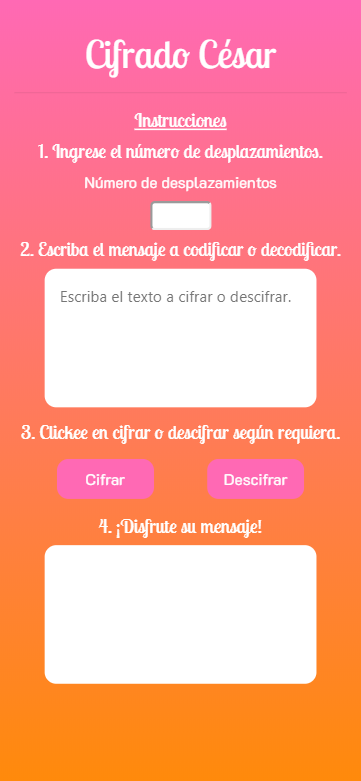 Cifrado César
Instrucciones
1. Ingrese el número de desplazamientos.
Número de desplazamientos
2. Escriba el mensaje a codificar o decodificar.
Escriba el texto a cifrar o descifrar.
3. Clickee en cifrar o descifrar según requiera.
Cifrar Descifrar
4. ¡Disfrute su mensaje!